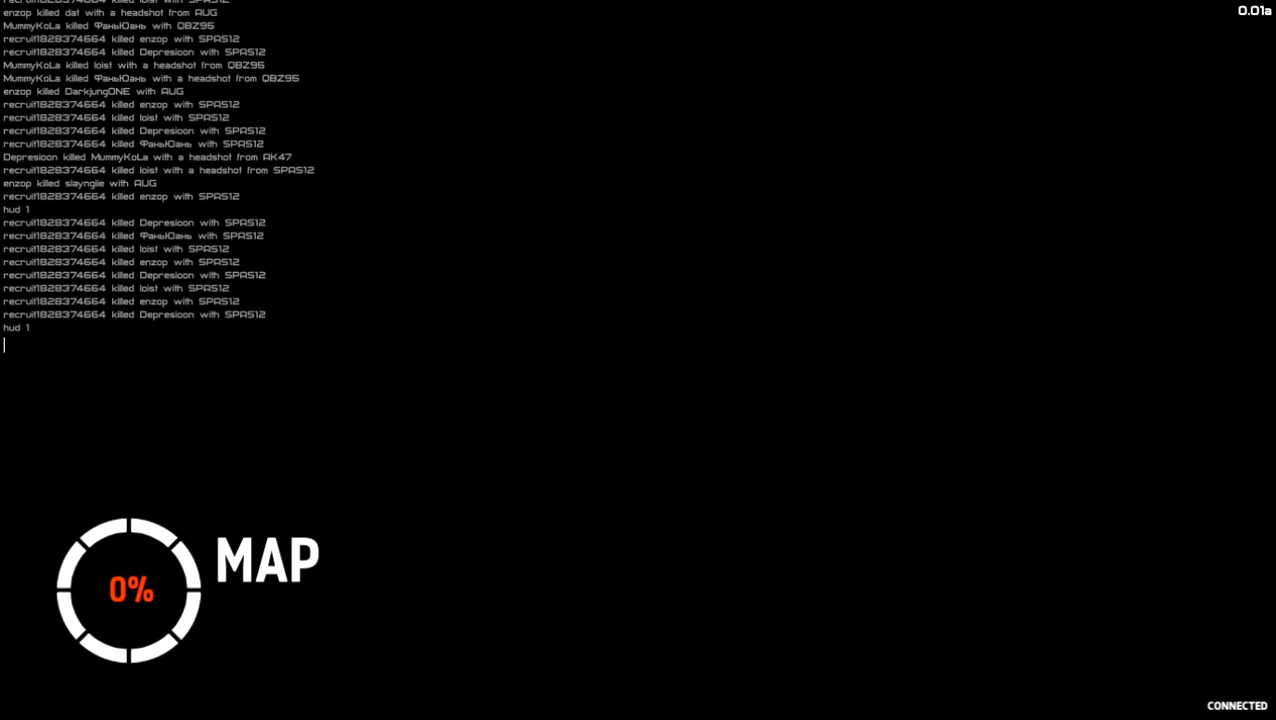 recruit1828374664 killed loist with SPAS12
enzop killed dat with a headshot from AUG
MummyKoLa killed ФаньЮань with QBZ95
recruit1828374664 killed enzop with SPAS12
recruit1828374664 killed Depresioon with SPAS12
MummyKoLa killed loist with a headshot from QBZ95
MummyKoLa killed ФаньЮань with a headshot from QBZ95
enzop killed DarkjungONE with AUG
recruit1828374664 killed enzop with SPAS12
recruit1828374664 killed loist with SPAS12
recruit1828374664 killed Depresioon with SPAS12
recruit1828374664 killed ФаньЮань with SPAS12
Depresioon killed MummyKoLa with a headshot from AK47
recruit1828374664 killed loist with a headshot from SPAS12
enzop killed slayngiie with AUG
recruit1828374664 killed enzop with SPAS12
hud 1
recruit1828374664 killed Depresioon with SPAS12
recruit1828374664 killed ФаньЮань with SPAS12
recruit1828374664 killed loist with SPAS12
recruit1828374664 killed enzop with SPAS12
recruit1828374664 killed Depresioon with SPAS12
recruit1828374664 killed loist with SPAS12
recruit1828374664 killed enzop with SPAS12
recruit1828374664 killed Depresioon with SPAS12
hud 1
0.01a
MAP
0%
CONNECTED